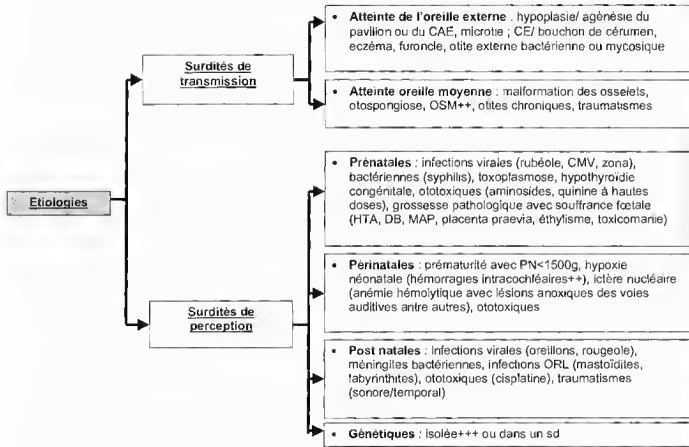 Etiologies
Surdités de
transmission
• Atteinte de l'oreille externe : hypoplasie/ agénésie du
pavillon ou du CAE, microtie ; CE/ bouchon de cérumen,
eczéma, furoncle, otite externe bactérienne ou mycosique
• Atteinte oreille moyenne : malformation des osselets,
otospongiose, OSM++, otites chroniques, traumatismes
Surdités de
perception
• Prénatales : infections virales (rubéole, CMV, zona),
bactériennes (syphilis), toxoplasmose, hypothyroïdie
congénitale, ototoxiques (aminosides, quinine à hautes
doses), grossesse pathologique avec souffrance fœtale
(HTA, DB, MAP, placenta praevia, éthylisme, toxicomanie)
• Périnatales : prématurité avec PN<1500g, hypoxie
néonatale (hémorragies intracochléaires++), ictère nucléaire
(anémie hémolytique avec lésions anoxiques des voies
auditives antre autres), ototoxiques
• Post natales : Infections virales (oreillons, rougeole),
méningites bactériennes, infections ORL (mastoïdites,
labyrinthites), ototoxiques (cisplatine), traumatismes
(sonore/temporal)
• Génétiques : isolée+++ ou dans un sd